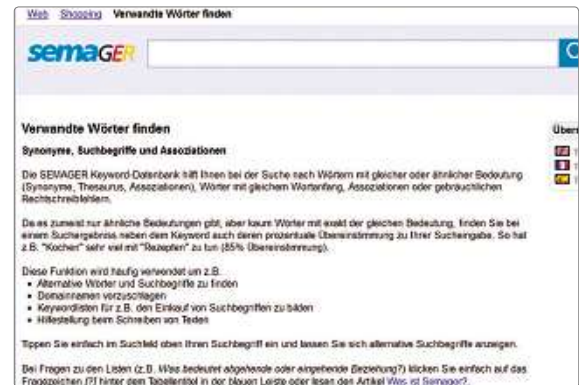 Web Shopping Verwandte Wörter finden
semaGER
Verwandte Wörter finden
Synonyme, Suchbegriffe und Assoziationen
Die SEMAGER Keyword-Datenbank hilft Ihnen bei der Suche nach Wörtern mit gleicher oder ähnlicher Bedeutung
(Synonyme, Thesaurus, Assoziationen), Wörter mit gleichem Wortanfang, Assoziationen oder gebräuchlichen
Rechtschreibfehlern.
Da es zumeist nur ähnliche Bedeutungen gibt, aber kaum Wörter mit exakt der gleichen Bedeutung, finden Sie bei
einem Suchergebniss neben dem Keyword auch deren prozentuale Übereinstimmung zu Ihrer Sucheingabe. So hat
z.B. "Kochen" sehr viel mit "Rezepten" zu tun (85% Übereinstimmung).
Diese Funktion wird häufig verwendet um z.B.
• Alternative Wörter und Suchbegriffe zu finden
• Domainnamen vorzuschlagen
• Keywordlisten für z.B. den Einkauf von Suchbegriffen zu bilden
• Hilfestellung beim Schreiben von Texten
Tippen Sie einfach im Suchfeld oben Ihren Suchbegriff ein und lassen Sie sich alternative Suchbegriffe anzeigen.
Bei Fragen zu den Listen (z.B. Was bedeutet abgehende oder eingehende Beziehung?) klicken Sie einfach auf das
Fragezeichen [?] hinter dem Tabellentitel in der blauen Leiste oder lesen den Artikel Was ist Semager?.
Übers